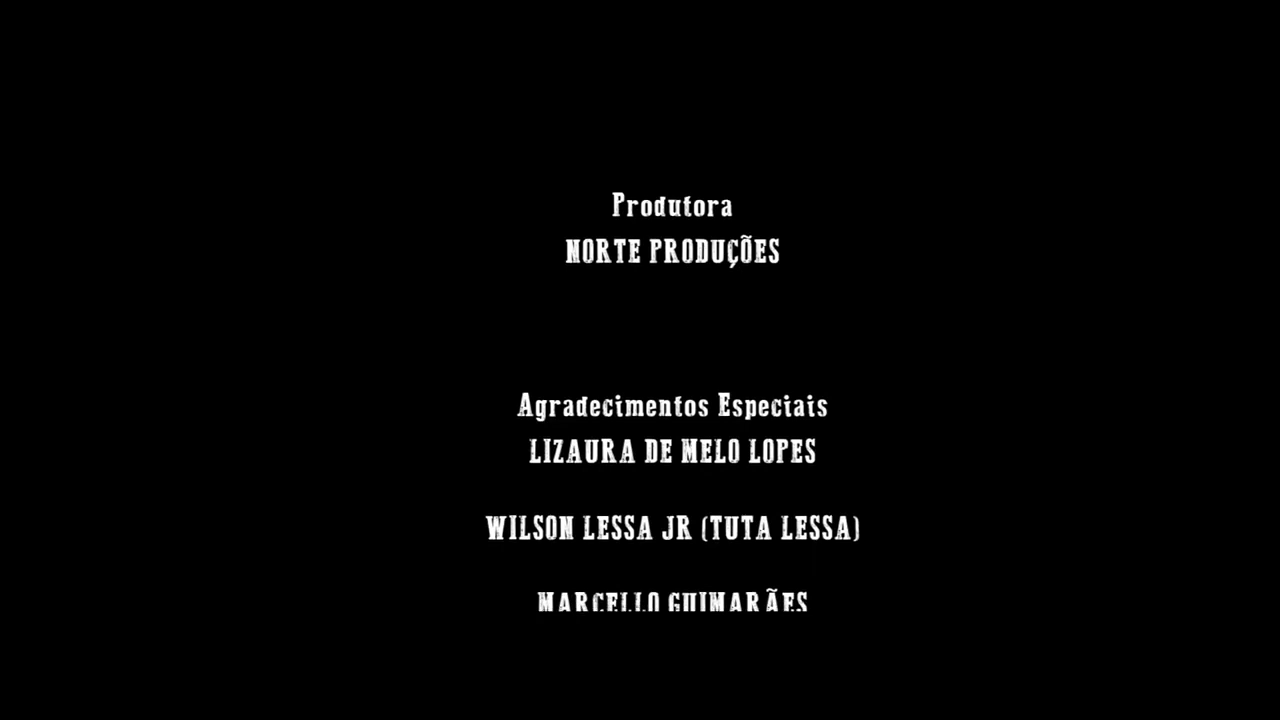 Produtora
NORTE PRODUÇÕES
Agradecimentos Especiais
LIZAURA DE MELO LOPES
WILSON LESSA JR (TUTA LESSA)
MARCELLO GUIMARÃES